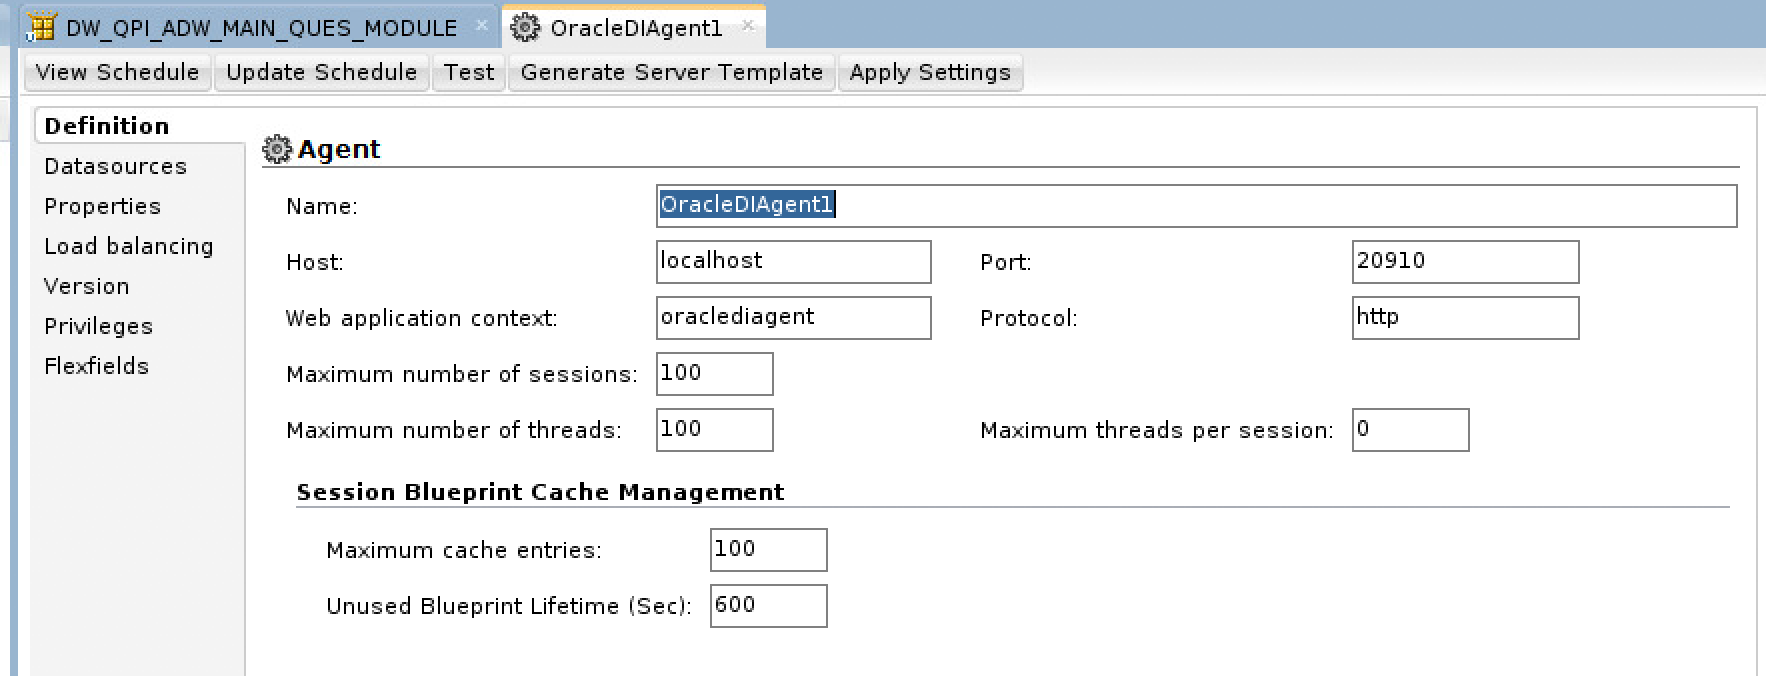 DW_QPI_ADW_MAIN_QUES_MODULE OracleDIAgent1
View Schedule Update Schedule Test Generate Server Template Apply Settings
Definition
Datasources
Properties
Load balancing
Version
Privileges
Flexfields
Agent
Name: OracleDIAgent1
Host: localhost Port: 20910
Web application context: oraclediagent Protocol: http
Maximum number of sessions: 100
Maximum number of threads: 100 Maximum threads per session: 0
Session Blueprint Cache Management
Maximum cache entries: 100
Unused Blueprint Lifetime (Sec): 600